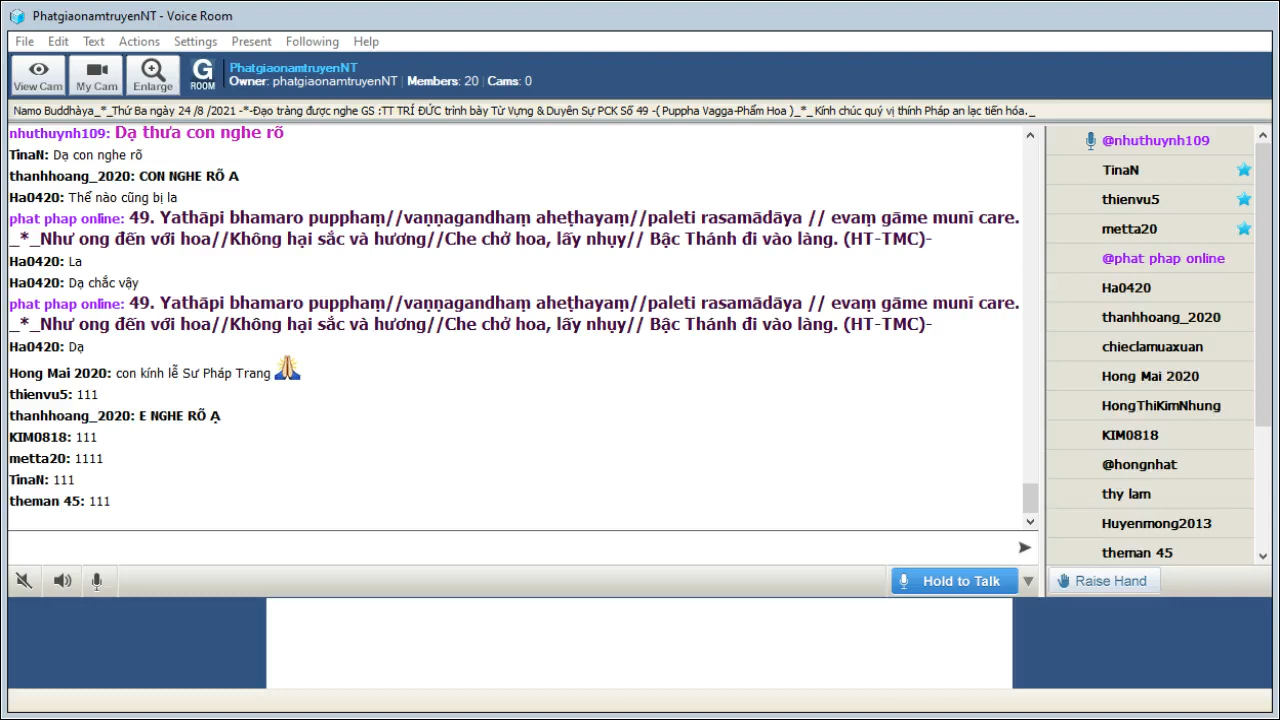 PhatgiaonamtruyenNT - Voice Room
File Edit Text Actions Settings Present Following Help
View Cam
My Cam
Enlarge
G
ROOM
PhatgiaonamtruyenNT
Owner: phatgiaonamtruyenNT | Members: 20 | Cams: 0
Namo Buddhàya_*_Thứ Ba ngày 24 /8 /2021 -*-Đạo tràng được nghe GS :TT TRÍ ĐỨC trình bày Từ Vựng & Duyên Sự PCK Số 49 -( Puppha Vagga-Phẩm Hoa )_*_Kính chúc quý vị thính Pháp an lạc tiến hóa._
nhuthuynh109: Dạ thưa con nghe rõ
TinaN: Dạ con nghe rõ
thanhhoang_2020: CON NGHE RÕ A
Ha0420: Thế nào cũng bị la
phat phap online: 49. Yathāpi bhamaro pupphaṃ//vaṇṇagandhaṃ aheṭhayaṃ//paleti rasamādāya // evaṃ gāme munī care.
_*_Như ong đến với hoa//Không hại sắc và hương//Che chở hoa, lấy nhụy// Bậc Thánh đi vào làng. (HT-TMC)-
Ha0420: La
Ha0420: Dạ chắc vậy
phat phap online: 49. Yathāpi bhamaro pupphaṃ//vaṇṇagandhaṃ aheṭhayaṃ//paleti rasamādāya // evaṃ gāme munī care.
_*_Như ong đến với hoa//Không hại sắc và hương//Che chở hoa, lấy nhụy// Bậc Thánh đi vào làng. (HT-TMC)-
Ha0420: Dạ
Hong Mai 2020: con kính lễ Sư Pháp Trang
thienvu5: 111
thanhhoang_2020: E NGHE RÕ Ạ
KIM0818: 111
metta20: 1111
TinaN: 111
theman 45: 111
@nhuthuynh109
TinaN
thienvu5
metta20
@phat phap online
Ha0420
thanhhoang_2020
chieclamuaxuan
Hong Mai 2020
HongThiKimNhung
KIM0818
@hongnhat
thy lam
Huyenmong2013
theman 45
Hold to Talk
Raise Hand